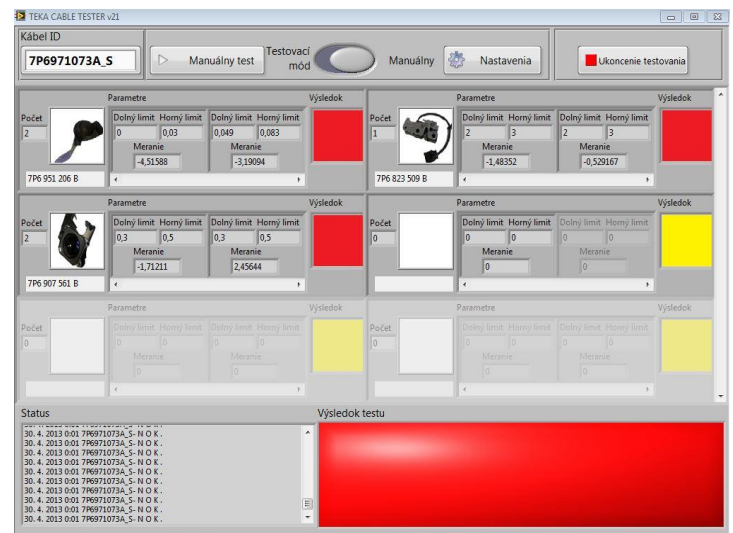 TEKA CABLE TESTER v21
Kábel ID
7P6971073A_S
Manuálny test
Testovací
mód
Manuálny
Nastavenia
Ukoncenie testovania
Parametre
Výsledok
Počet
2
Dolný limit Horný limit
0
0,03
Meranie
-4,51588
Dolný limit Horný limit
0,049
0,083
Meranie
-3,19094
7P6 951 206 B
Parametre
Výsledok
Počet
1
Dolný limit Horný limit
2
3
Meranie
-1,48352
Dolný limit Horný limit
2
3
Meranie
-0,529167
7P6 823 509 B
Parametre
Výsledok
Počet
2
Dolný limit Horný limit
0,3
0,5
Meranie
-1,71211
Dolný limit Horný limit
0,3
0,5
Meranie
2,45644
7P6 907 561 B
Parametre
Výsledok
Počet
0
Dolný limit Horný limit
0
0
Meranie
0
Dolný limit Horný limit
0
0
Meranie
0
Parametre
Výsledok
Počet
0
Dolný limit Horný limit
0
0
Meranie
0
Dolný limit Horný limit
0
0
Meranie
0
Parametre
Výsledok
Počet
0
Dolný limit Horný limit
0
0
Meranie
0
Dolný limit Horný limit
0
0
Meranie
0
Status
30. 4. 2013 0:01 7P6971073A_S- N O K .
30. 4. 2013 0:01 7P6971073A_S- N O K .
30. 4. 2013 0:01 7P6971073A_S- N O K .
30. 4. 2013 0:01 7P6971073A_S- N O K .
30. 4. 2013 0:01 7P6971073A_S- N O K .
30. 4. 2013 0:01 7P6971073A_S- N O K .
30. 4. 2013 0:01 7P6971073A_S- N O K .
30. 4. 2013 0:01 7P6971073A_S- N O K .
Výsledok testu